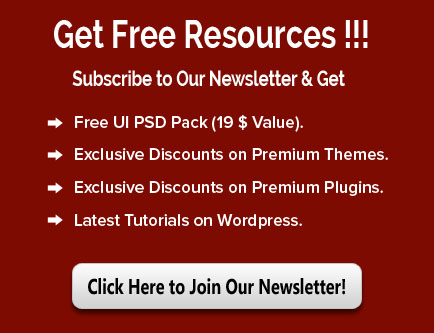 Get Free Resources !!!
Subscribe to Our Newsletter & Get
Free UI PSD Pack (19 $ Value).
Exclusive Discounts on Premium Themes.
Exclusive Discounts on Premium Plugins.
Latest Tutorials on Wordpress.
Click Here to Join Our Newsletter!